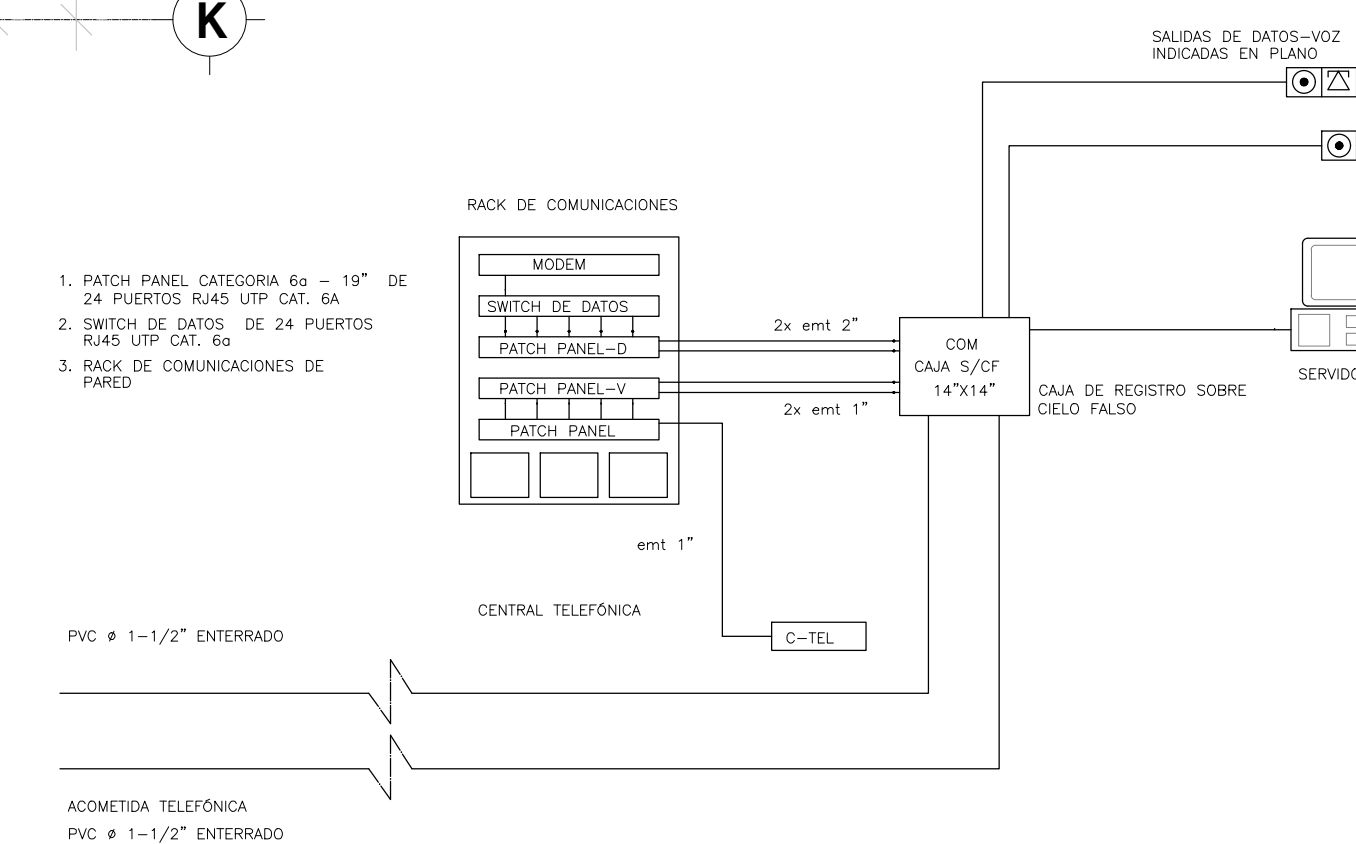 K
SALIDAS DE DATOS-VOZ
INDICADAS EN PLANO
RACK DE COMUNICACIONES
MODEM
SWITCH DE DATOS
PATCH PANEL-D
PATCH PANEL-V
PATCH PANEL
1. PATCH PANEL CATEGORIA 6a - 19" DE
24 PUERTOS RJ45 UTP CAT. 6A
2. SWITCH DE DATOS DE 24 PUERTOS
RJ45 UTP CAT. 6a
3. RACK DE COMUNICACIONES DE
PARED
2x emt 2"
2x emt 1"
COM
CAJA S/CF
14"X14"
CAJA DE REGISTRO SOBRE
CIELO FALSO
SERVIDO
emt 1"
CENTRAL TELEFÓNICA
C-TEL
PVC ø 1-1/2" ENTERRADO
ACOMETIDA TELEFÓNICA
PVC ø 1-1/2" ENTERRADO